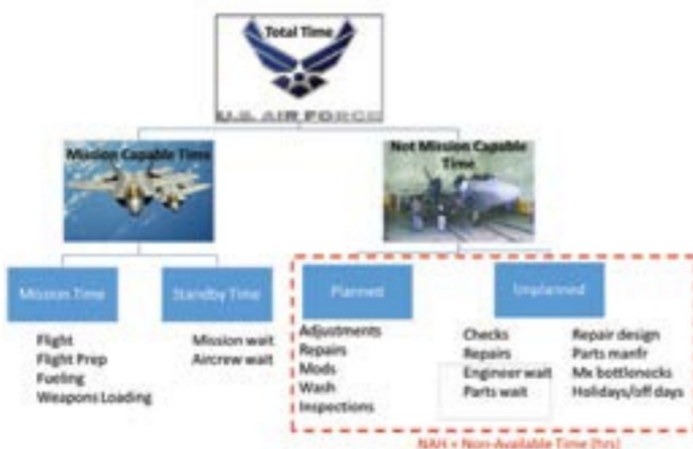 Total Time
U.S. AIR FORCE
Mission Capable Time
Not Mission Capable
Time
Mission Time
Standby Time
Planned
Unplanned
Flight
Flight Prep
Fueling
Weapons Loading
Mission wait
Aircrew wait
Adjustments
Repairs
Mods
Wash
Inspections
Checks
Repairs
Engineer wait
Parts wait
Repair design
Parts manfr
Mx bottlenecks
Holidays/off days
NAH = Non-Available Time (hrs)